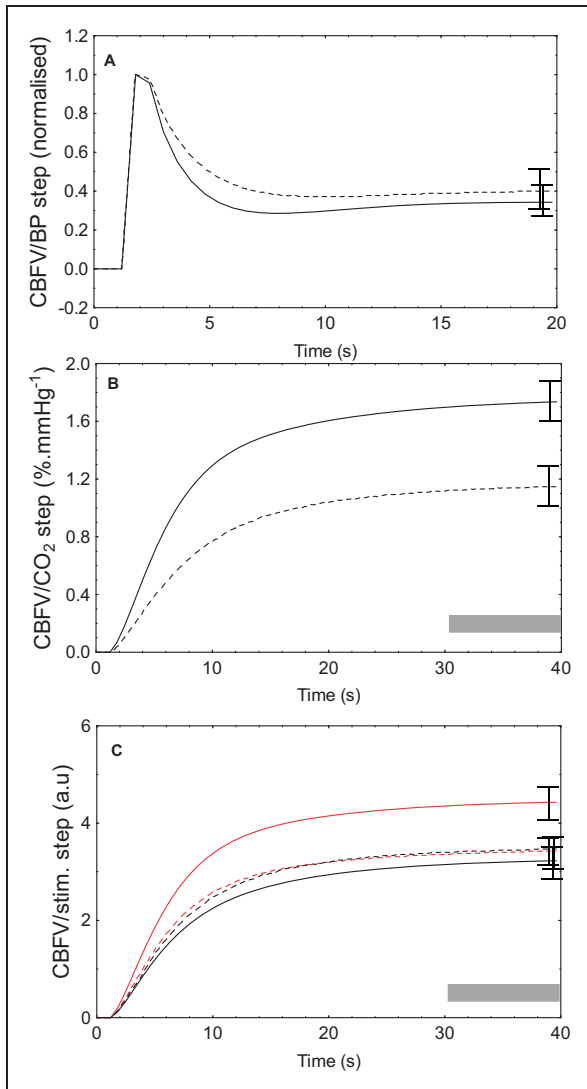 A
CBFV/BP step (normalised)
1.2
1.0
0.8
0.6
0.4
0.2
0.0
-0.2
0 5 10 15 20
Time (s)
B
CBFV/CO₂ step (%.mmHg⁻¹)
2.0
1.6
1.2
0.8
0.4
0.0
0 10 20 30 40
Time (s)
C
CBFV/stim. step (a.u)
6
4
2
0
0 10 20 30 40
Time (s)